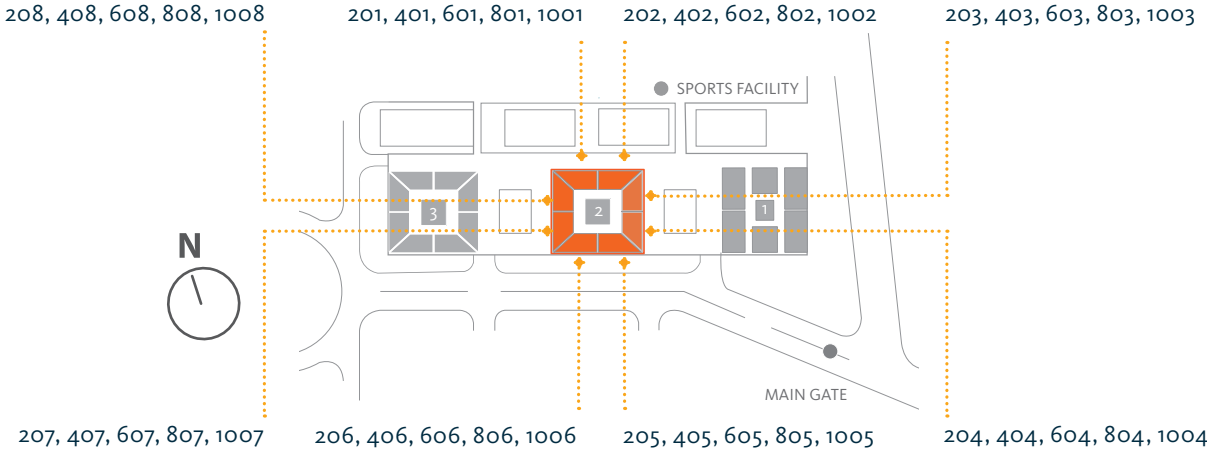 208, 408, 608, 808, 1008
201, 401, 601, 801, 1001
202, 402, 602, 802, 1002
203, 403, 603, 803, 1003
SPORTS FACILITY
3
2
1
N
MAIN GATE
207, 407, 607, 807, 1007
206, 406, 606, 806, 1006
205, 405, 605, 805, 1005
204, 404, 604, 804, 1004